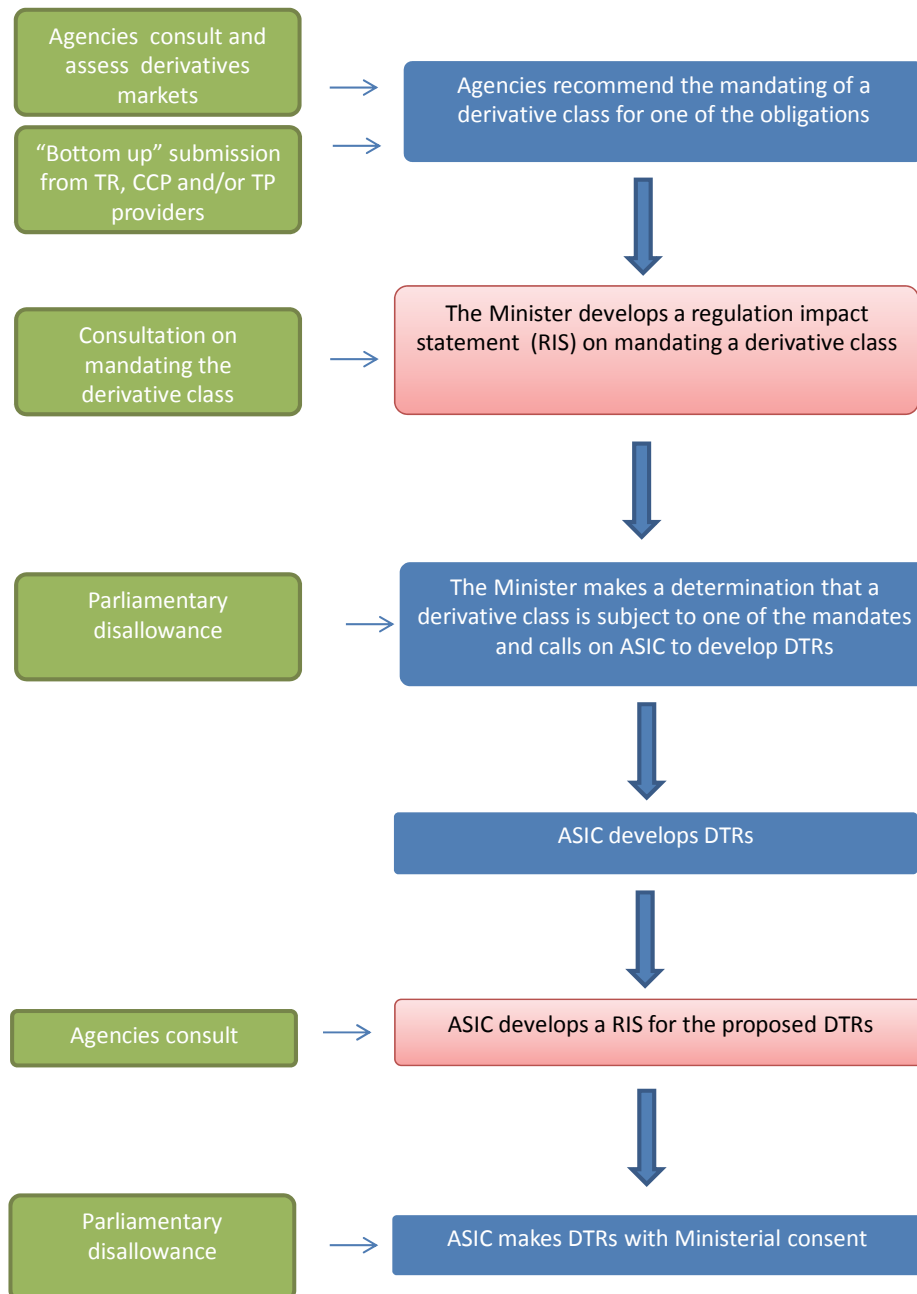 Agencies consult and
assess derivatives
markets
Agencies recommend the mandating of a
derivative class for one of the obligations
“Bottom up” submission
from TR, CCP and/or TP
providers
The Minister develops a regulation impact
statement (RIS) on mandating a derivative class
Consultation on
mandating the
derivative class
The Minister makes a determination that a
derivative class is subject to one of the mandates
and calls on ASIC to develop DTRs
Parliamentary
disallowance
ASIC develops DTRs
Agencies consult
ASIC develops a RIS for the proposed DTRs
Parliamentary
disallowance
ASIC makes DTRs with Ministerial consent